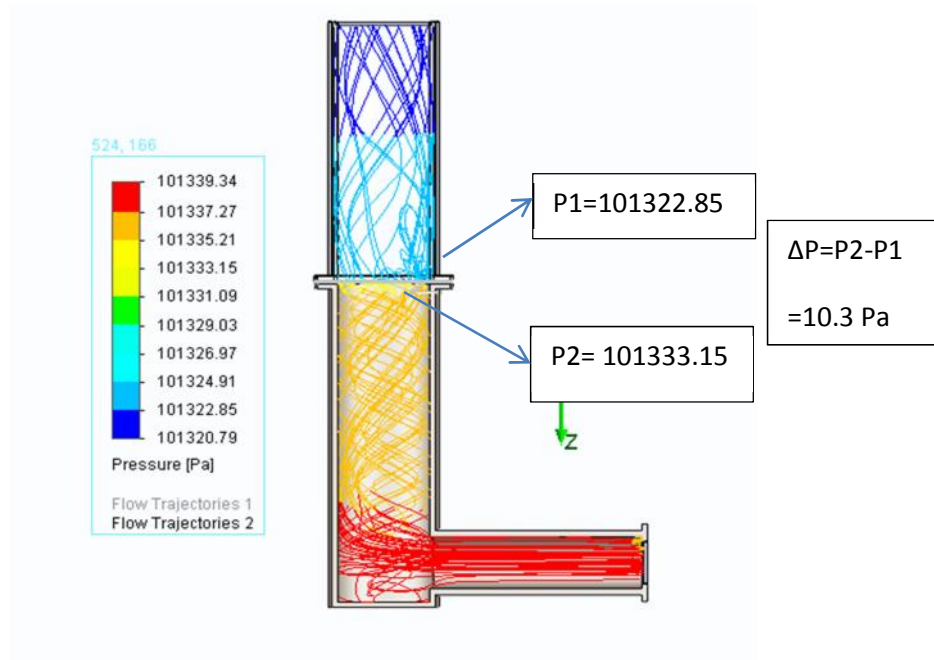 524, 166
101339.34
101337.27
101335.21
101333.15
101331.09
101329.03
101326.97
101324.91
101322.85
101320.79
Pressure [Pa]
Flow Trajectories 1
Flow Trajectories 2
P1=101322.85
P2= 101333.15
ΔP=P2-P1
=10.3 Pa
Z